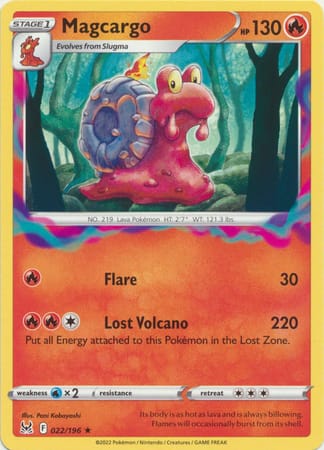 STAGE 1 Magcargo HP 130
Evolves from Slugma
NO. 219 Lava Pokémon HT: 2'7" WT: 121.3 lbs.
Flare 30
Lost Volcano 220
Put all Energy attached to this Pokémon in the Lost Zone.
weakness ×2 resistance retreat
Illus. Pani Kobayashi
F 022/196 ★
Its body is as hot as lava and is always billowing.
Flames will occasionally burst from its shell.
©2022 Pokémon / Nintendo / Creatures / GAME FREAK